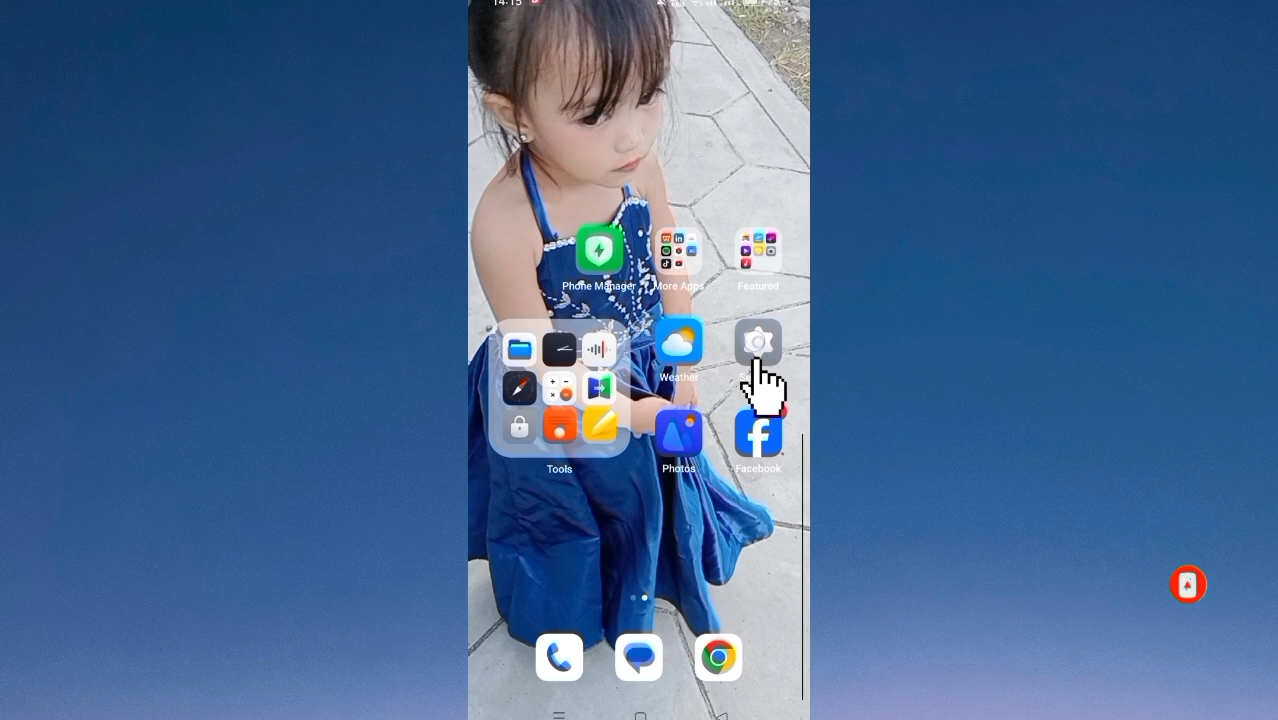 14:15
Phone Manager
More Apps
Featured
Weather
Photos
Facebook
Tools